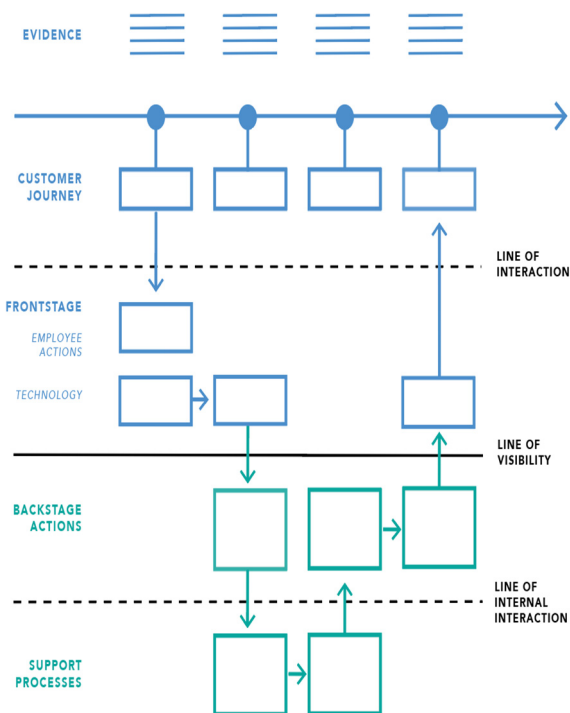 EVIDENCE
CUSTOMER
JOURNEY
LINE OF
INTERACTION
FRONTSTAGE
EMPLOYEE
ACTIONS
TECHNOLOGY
LINE OF
VISIBILITY
BACKSTAGE
ACTIONS
LINE OF
INTERNAL
INTERACTION
SUPPORT
PROCESSES